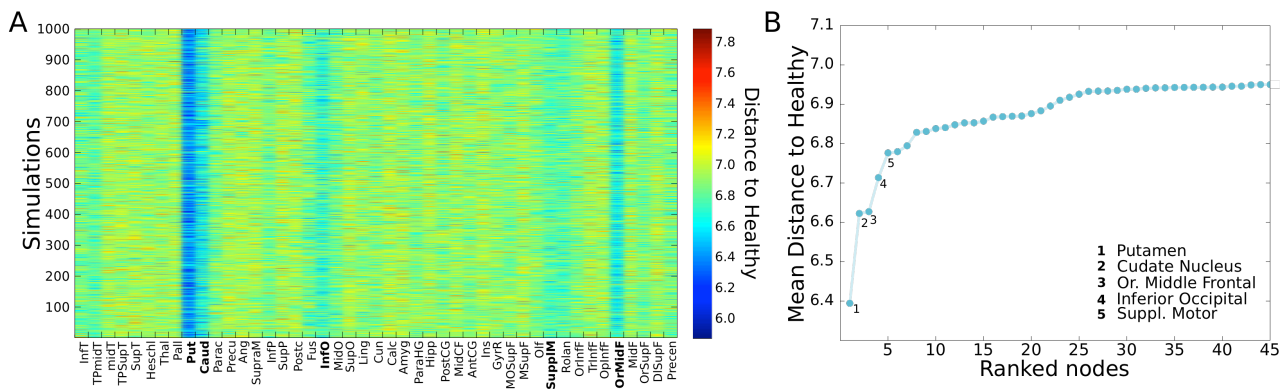 A
Simulations
1000
900
800
700
600
500
400
300
200
100
InfT
TPmidT
midT
TPSupT
SupT
Heschl
Thal
Pall
Put
Caud
Parac
Precu
Ang
SupraM
InfP
SupP
Postc
Fus
InfO
MidO
SupO
Ling
Cun
Calc
Amyg
ParaHG
Hipp
PostCG
MidCF
AntCG
Ins
GyrR
MOSupF
MSupF
Olf
SupplM
Rolan
OrInfF
TrInfF
OpInfF
OrMidF
MidF
OrSupF
DlSupF
Precen
7.8
7.6
7.4
7.2
7.0
6.8
6.6
6.4
6.2
6.0
Distance to Healthy
B
Mean Distance to Healthy
7.1
7.0
6.9
6.8
6.7
6.6
6.5
6.4
5
4
2
3
1
1 Putamen
2 Cudate Nucleus
3 Or. Middle Frontal
4 Inferior Occipital
5 Suppl. Motor
5 10 15 20 25 30 35 40 45
Ranked nodes